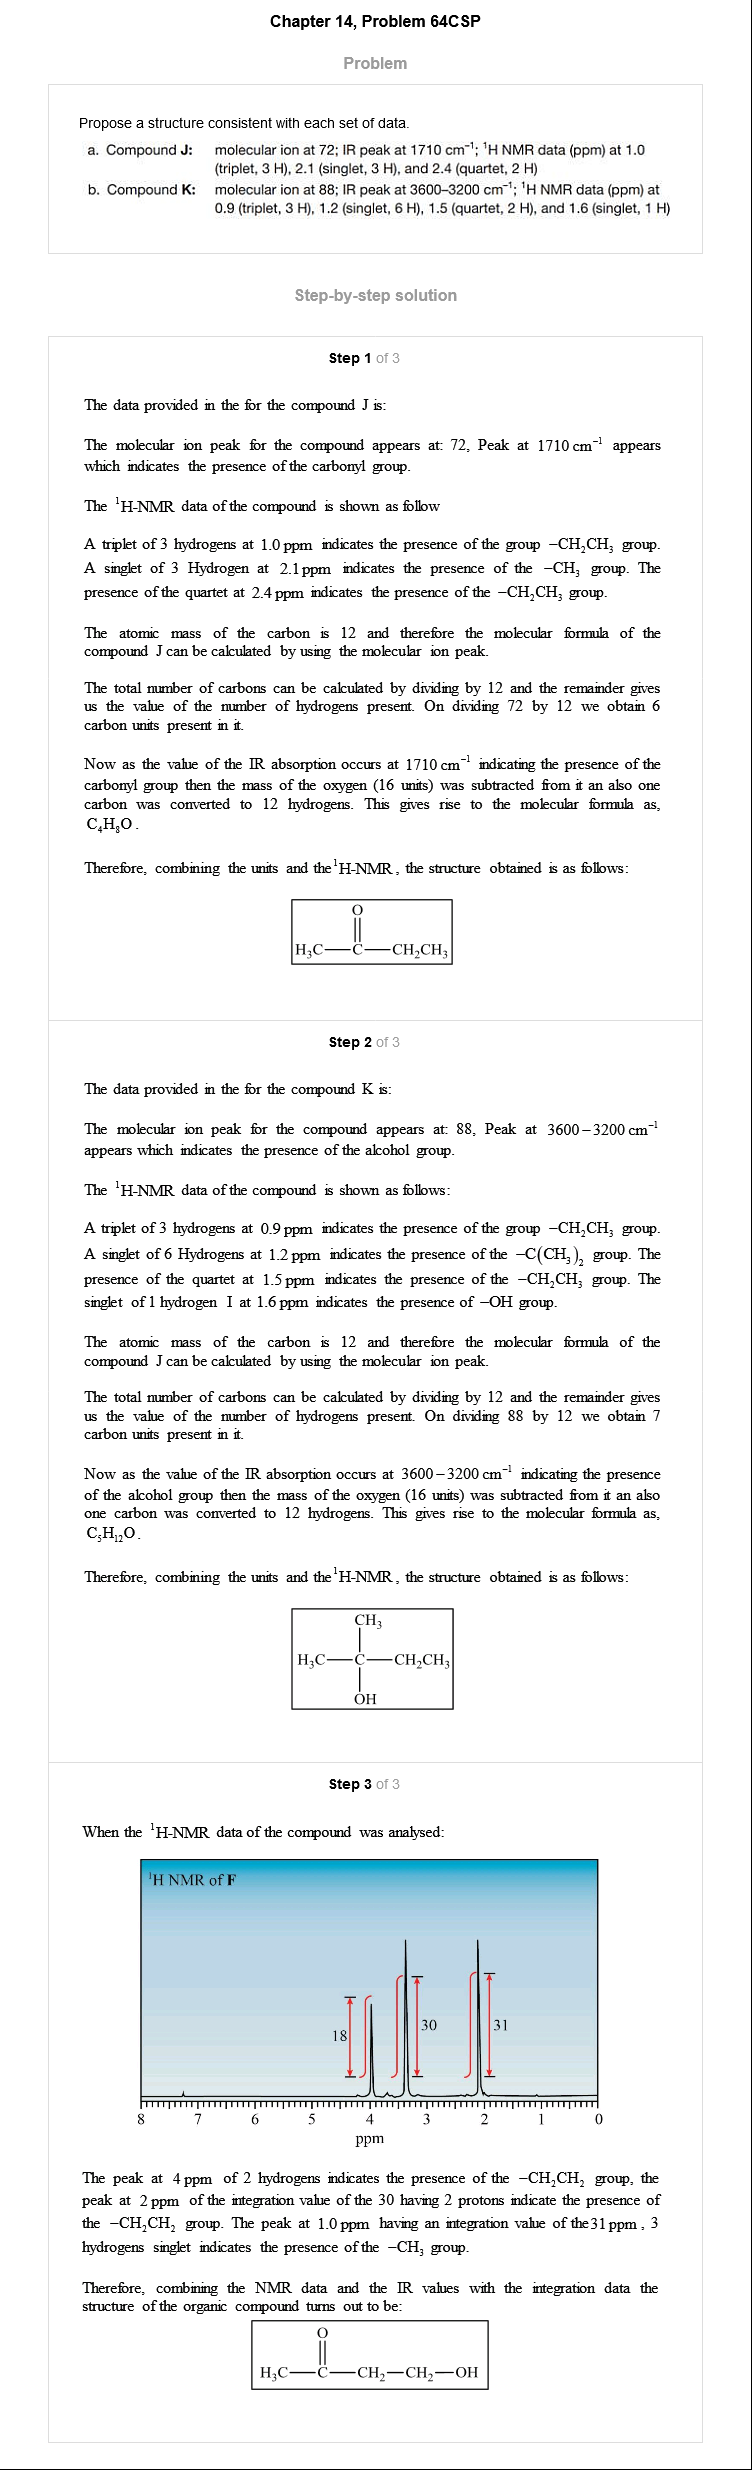 Chapter 14, Problem 64CSP
Problem
Propose a structure consistent with each set of data.
a. Compound J: molecular ion at 72; IR peak at 1710 cm⁻¹; ¹H NMR data (ppm) at 1.0
(triplet, 3 H), 2.1 (singlet, 3 H), and 2.4 (quartet, 2 H)
b. Compound K: molecular ion at 88; IR peak at 3600–3200 cm⁻¹; ¹H NMR data (ppm) at
0.9 (triplet, 3 H), 1.2 (singlet, 6 H), 1.5 (quartet, 2 H), and 1.6 (singlet, 1 H)
Step-by-step solution
Step 1 of 3
The data provided in the for the compound J is:
The molecular ion peak for the compound appears at: 72, Peak at 1710 cm⁻¹ appears
which indicates the presence of the carbonyl group.
The ¹H-NMR data of the compound is shown as follow
A triplet of 3 hydrogens at 1.0 ppm indicates the presence of the group −CH₂CH₃ group.
A singlet of 3 Hydrogen at 2.1 ppm indicates the presence of the −CH₃ group. The
presence of the quartet at 2.4 ppm indicates the presence of the −CH₂CH₃ group.
The atomic mass of the carbon is 12 and therefore the molecular formula of the
compound J can be calculated by using the molecular ion peak.
The total number of carbons can be calculated by dividing by 12 and the remainder gives
us the value of the number of hydrogens present. On dividing 72 by 12 we obtain 6
carbon units present in it.
Now as the value of the IR absorption occurs at 1710 cm⁻¹ indicating the presence of the
carbonyl group then the mass of the oxygen (16 units) was subtracted from it an also one
carbon was converted to 12 hydrogens. This gives rise to the molecular formula as,
C₄H₈O.
Therefore, combining the units and the ¹H-NMR, the structure obtained is as follows:
O
H₃C—C—CH₂CH₃
Step 2 of 3
The data provided in the for the compound K is:
The molecular ion peak for the compound appears at: 88, Peak at 3600−3200 cm⁻¹
appears which indicates the presence of the alcohol group.
The ¹H-NMR data of the compound is shown as follows:
A triplet of 3 hydrogens at 0.9 ppm indicates the presence of the group −CH₂CH₃ group.
A singlet of 6 Hydrogens at 1.2 ppm indicates the presence of the −C(CH₃)₂ group. The
presence of the quartet at 1.5 ppm indicates the presence of the −CH₂CH₃ group. The
singlet of 1 hydrogen I at 1.6 ppm indicates the presence of −OH group.
The atomic mass of the carbon is 12 and therefore the molecular formula of the
compound J can be calculated by using the molecular ion peak.
The total number of carbons can be calculated by dividing by 12 and the remainder gives
us the value of the number of hydrogens present. On dividing 88 by 12 we obtain 7
carbon units present in it.
Now as the value of the IR absorption occurs at 3600−3200 cm⁻¹ indicating the presence
of the alcohol group then the mass of the oxygen (16 units) was subtracted from it an also
one carbon was converted to 12 hydrogens. This gives rise to the molecular formula as,
C₅H₁₂O.
Therefore, combining the units and the ¹H-NMR, the structure obtained is as follows:
CH₃
H₃C—C—CH₂CH₃
OH
Step 3 of 3
When the ¹H-NMR data of the compound was analysed:
¹H NMR of F
18
30
31
8 7 6 5 4 3 2 1 0
ppm
The peak at 4 ppm of 2 hydrogens indicates the presence of the −CH₂CH₂ group, the
peak at 2 ppm of the integration value of the 30 having 2 protons indicate the presence of
the −CH₂CH₂ group. The peak at 1.0 ppm having an integration value of the 31 ppm, 3
hydrogens singlet indicates the presence of the −CH₃ group.
Therefore, combining the NMR data and the IR values with the integration data the
structure of the organic compound turns out to be:
O
H₃C—C—CH₂—CH₂—OH